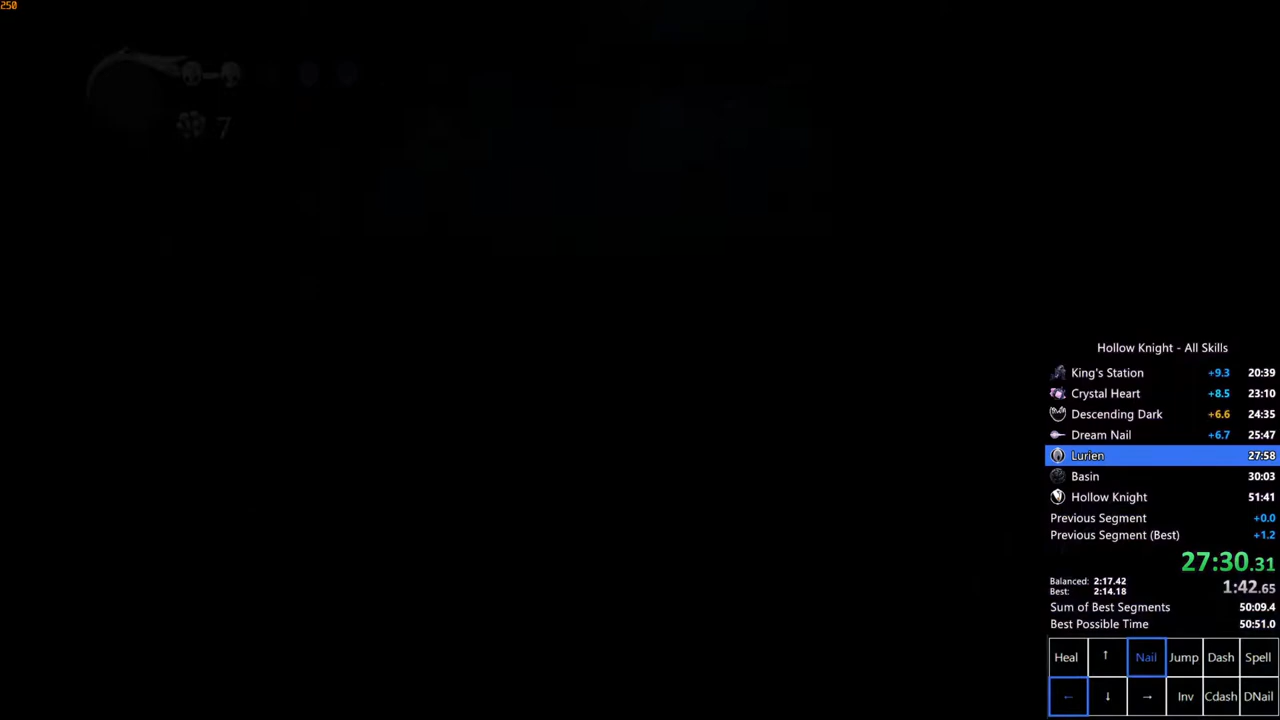 250
7
Hollow Knight - All Skills
King's Station +9.3 20:39
Crystal Heart +8.5 23:10
Descending Dark +6.6 24:35
Dream Nail +6.7 25:47
Lurien 27:58
Basin 30:03
Hollow Knight 51:41
Previous Segment +0.0
Previous Segment (Best) +1.2
27:30.31
Balanced: 2:17.42
Best: 2:14.18
1:42.65
Sum of Best Segments 50:09.4
Best Possible Time 50:51.0
Heal ↑ Nail Jump Dash Spell
← ↓ → Inv Cdash DNail